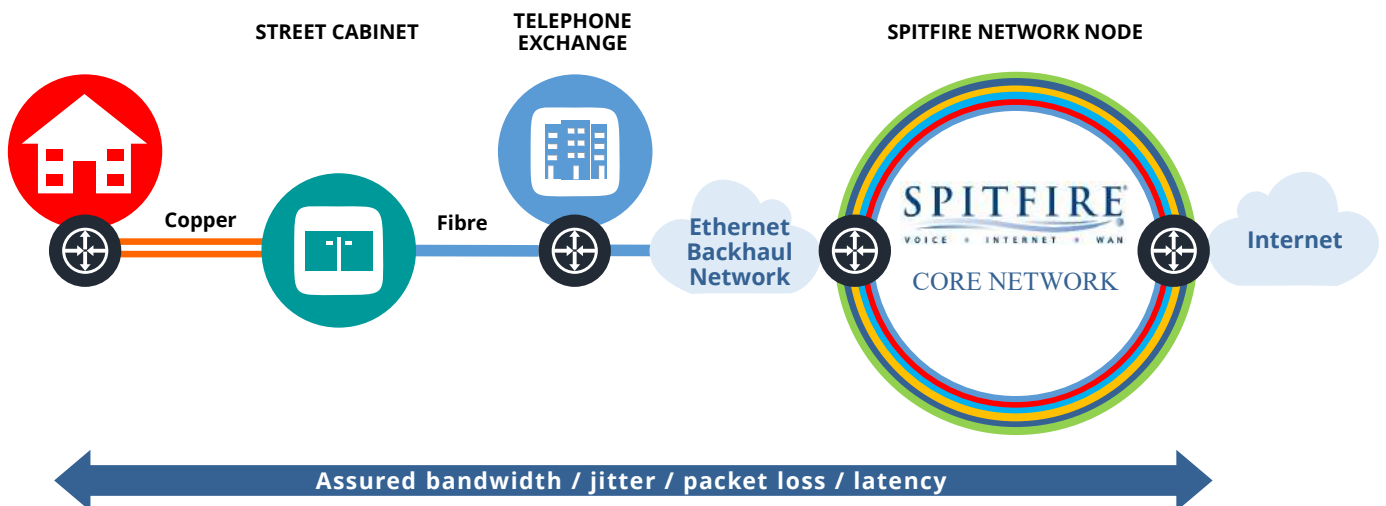 STREET CABINET
TELEPHONE
EXCHANGE
SPITFIRE NETWORK NODE
Copper
Fibre
Ethernet
Backhaul
Network
SPITFIRE®
VOICE • INTERNET • WAN
CORE NETWORK
Internet
Assured bandwidth / jitter / packet loss / latency